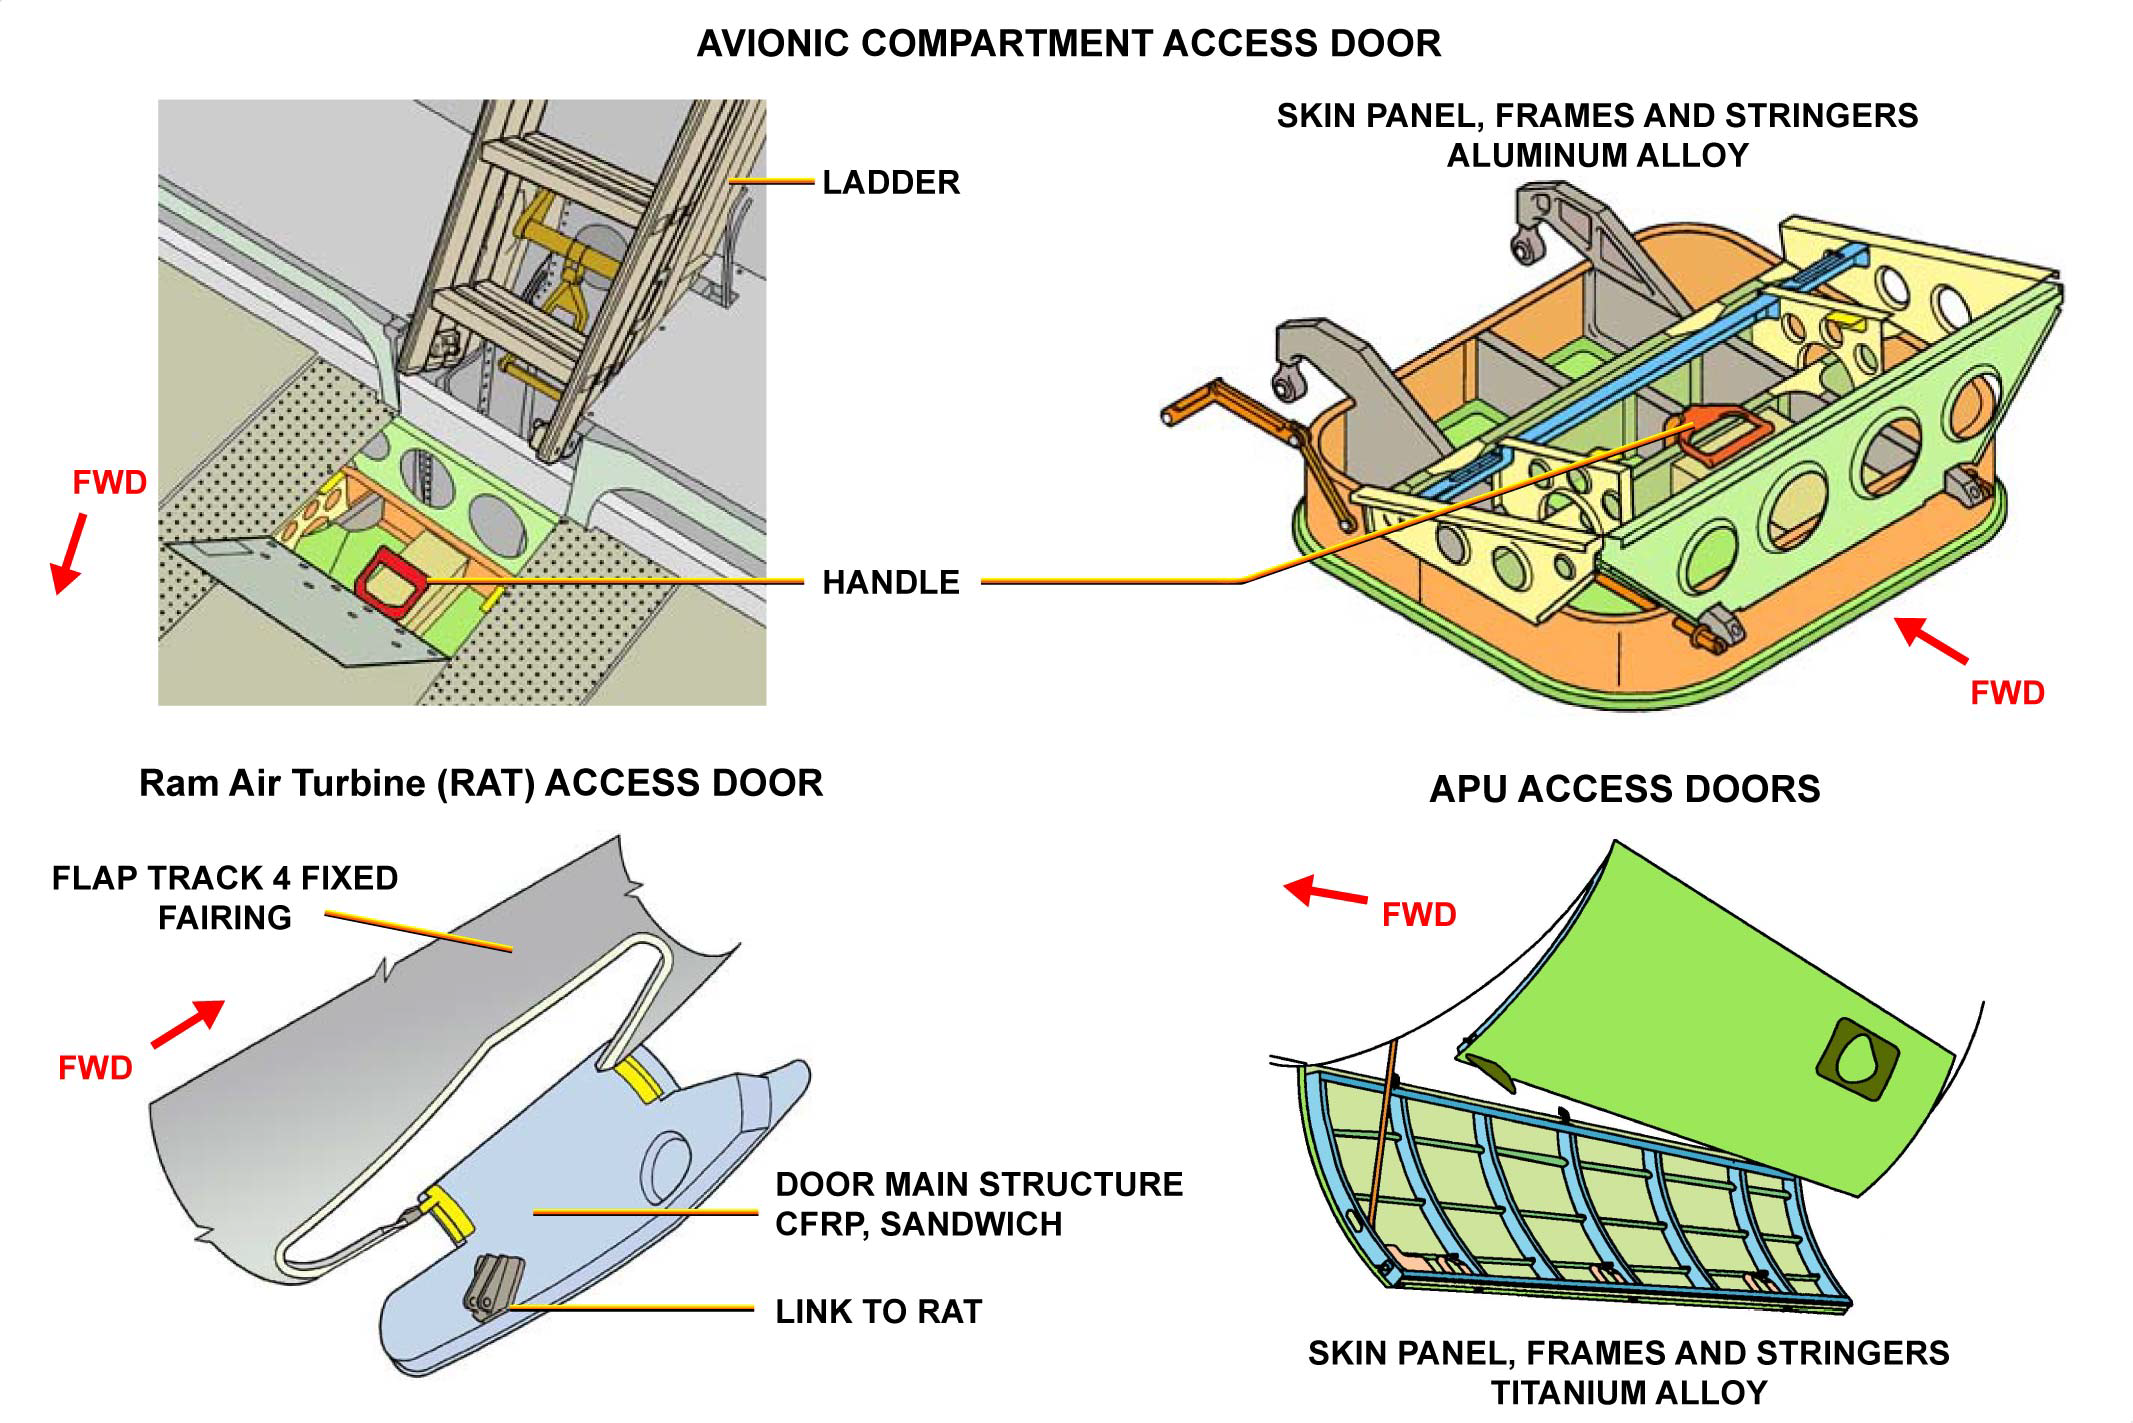 AVIONIC COMPARTMENT ACCESS DOOR
SKIN PANEL, FRAMES AND STRINGERS
ALUMINUM ALLOY
LADDER
FWD
HANDLE
FWD
Ram Air Turbine (RAT) ACCESS DOOR
APU ACCESS DOORS
FLAP TRACK 4 FIXED
FAIRING
FWD
FWD
DOOR MAIN STRUCTURE
CFRP, SANDWICH
LINK TO RAT
SKIN PANEL, FRAMES AND STRINGERS
TITANIUM ALLOY